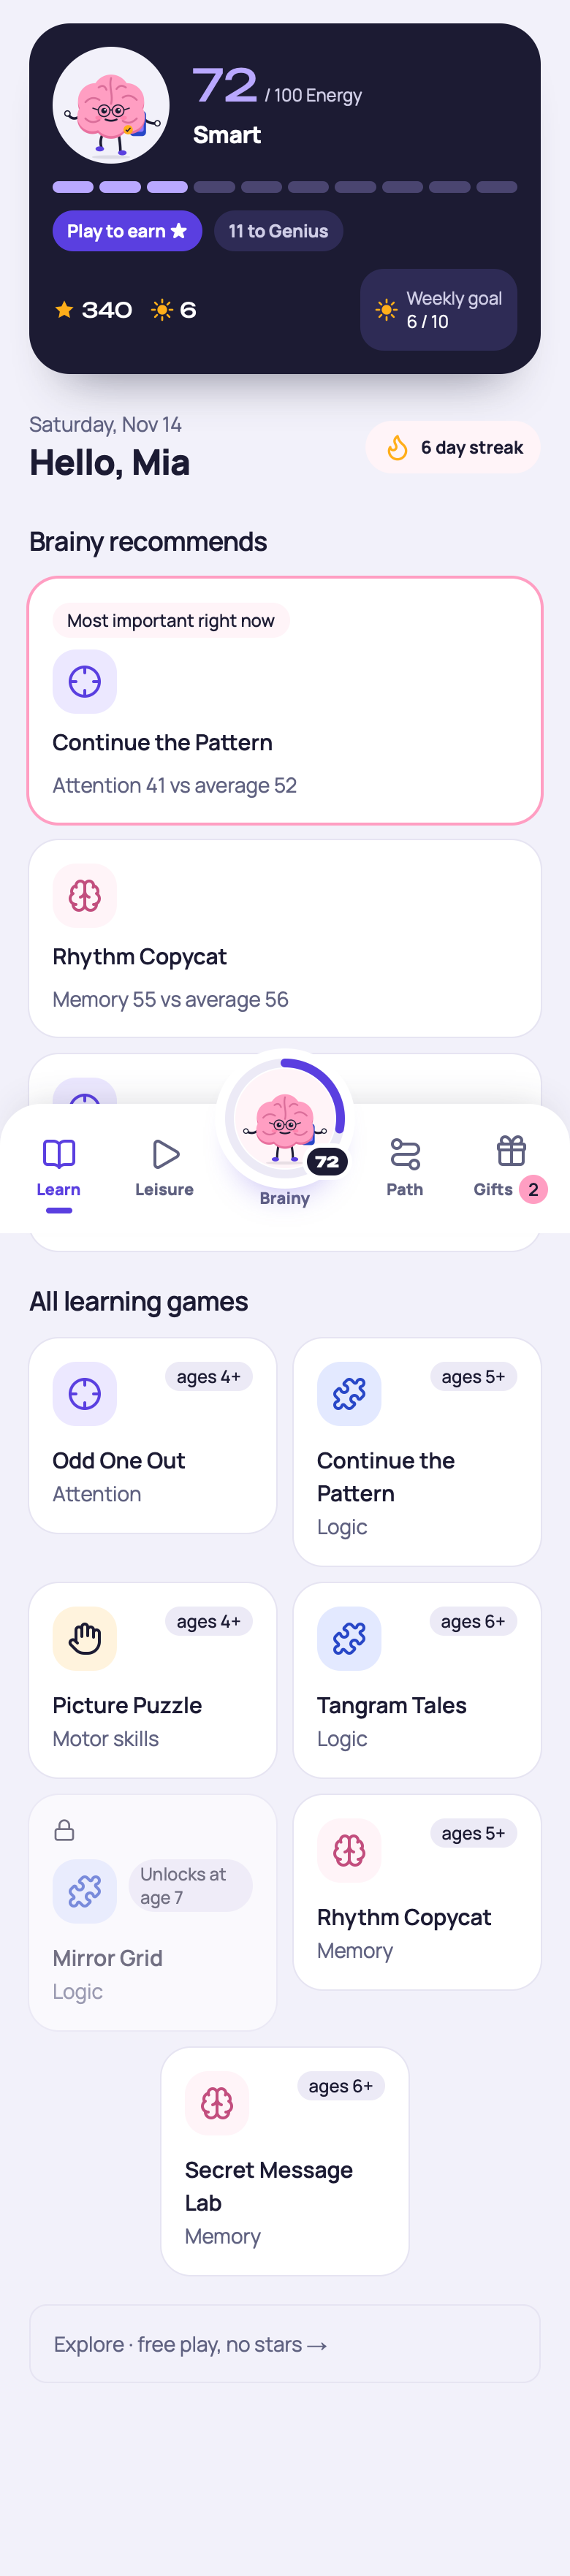 72 / 100 Energy
Smart
Play to earn ★
11 to Genius
340
6
Weekly goal
6 / 10
Saturday, Nov 14
Hello, Mia
6 day streak
Brainy recommends
Most important right now
Continue the Pattern
Attention 41 vs average 52
Rhythm Copycat
Memory 55 vs average 56
72
Learn
Leisure
Brainy
Path
Gifts 2
All learning games
ages 4+
Odd One Out
Attention
ages 5+
Continue the
Pattern
Logic
ages 4+
Picture Puzzle
Motor skills
ages 6+
Tangram Tales
Logic
Unlocks at
age 7
Mirror Grid
Logic
ages 5+
Rhythm Copycat
Memory
ages 6+
Secret Message
Lab
Memory
Explore · free play, no stars →